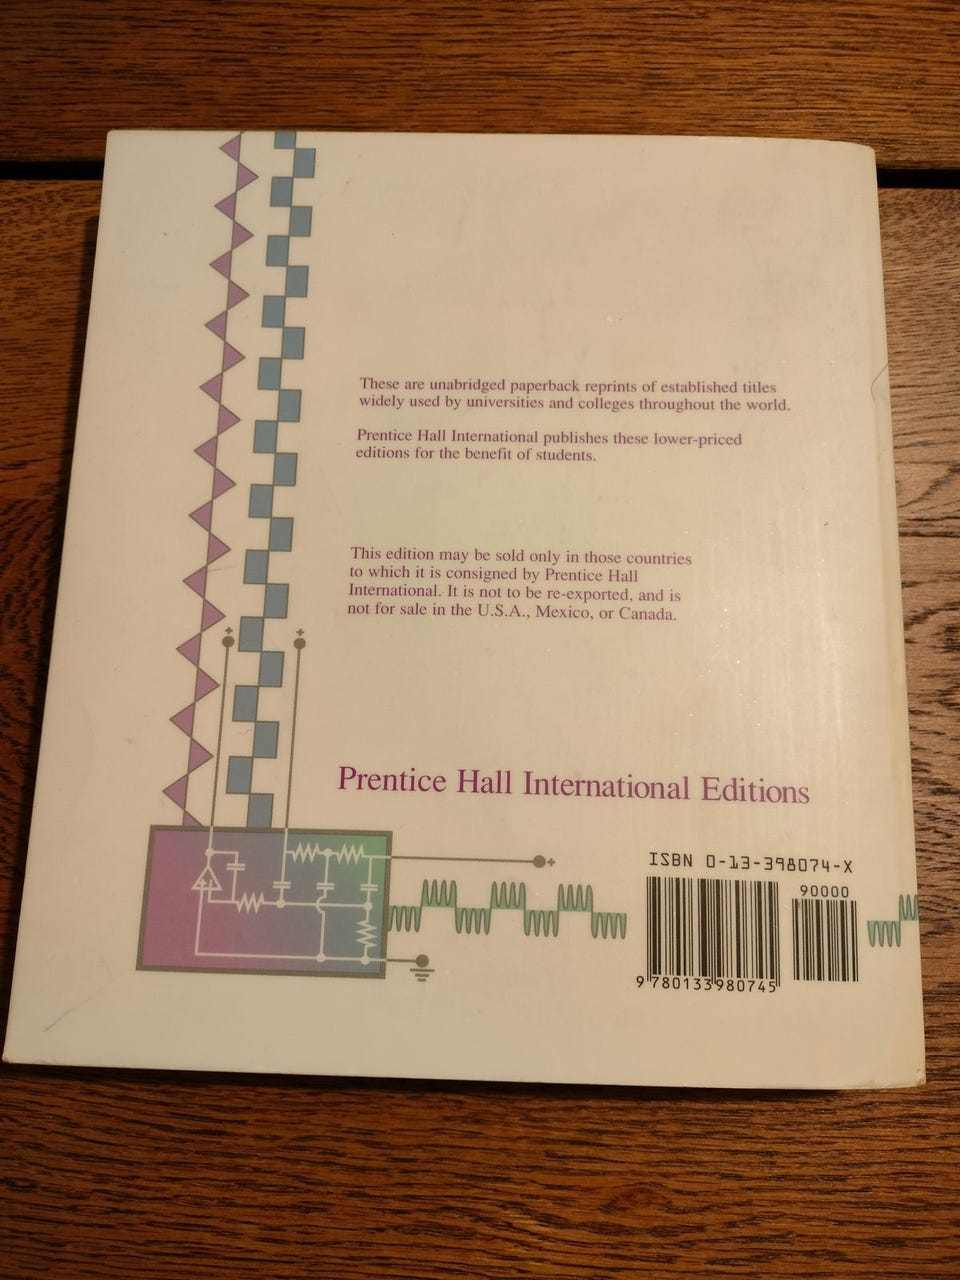 These are unabridged paperback reprints of established titles
widely used by universities and colleges throughout the world.
Prentice Hall International publishes these lower-priced
editions for the benefit of students.
This edition may be sold only in those countries
to which it is consigned by Prentice Hall
International. It is not to be re-exported, and is
not for sale in the U.S.A., Mexico, or Canada.
Prentice Hall International Editions
ISBN 0-13-398074-X
90000
9 780133 980745